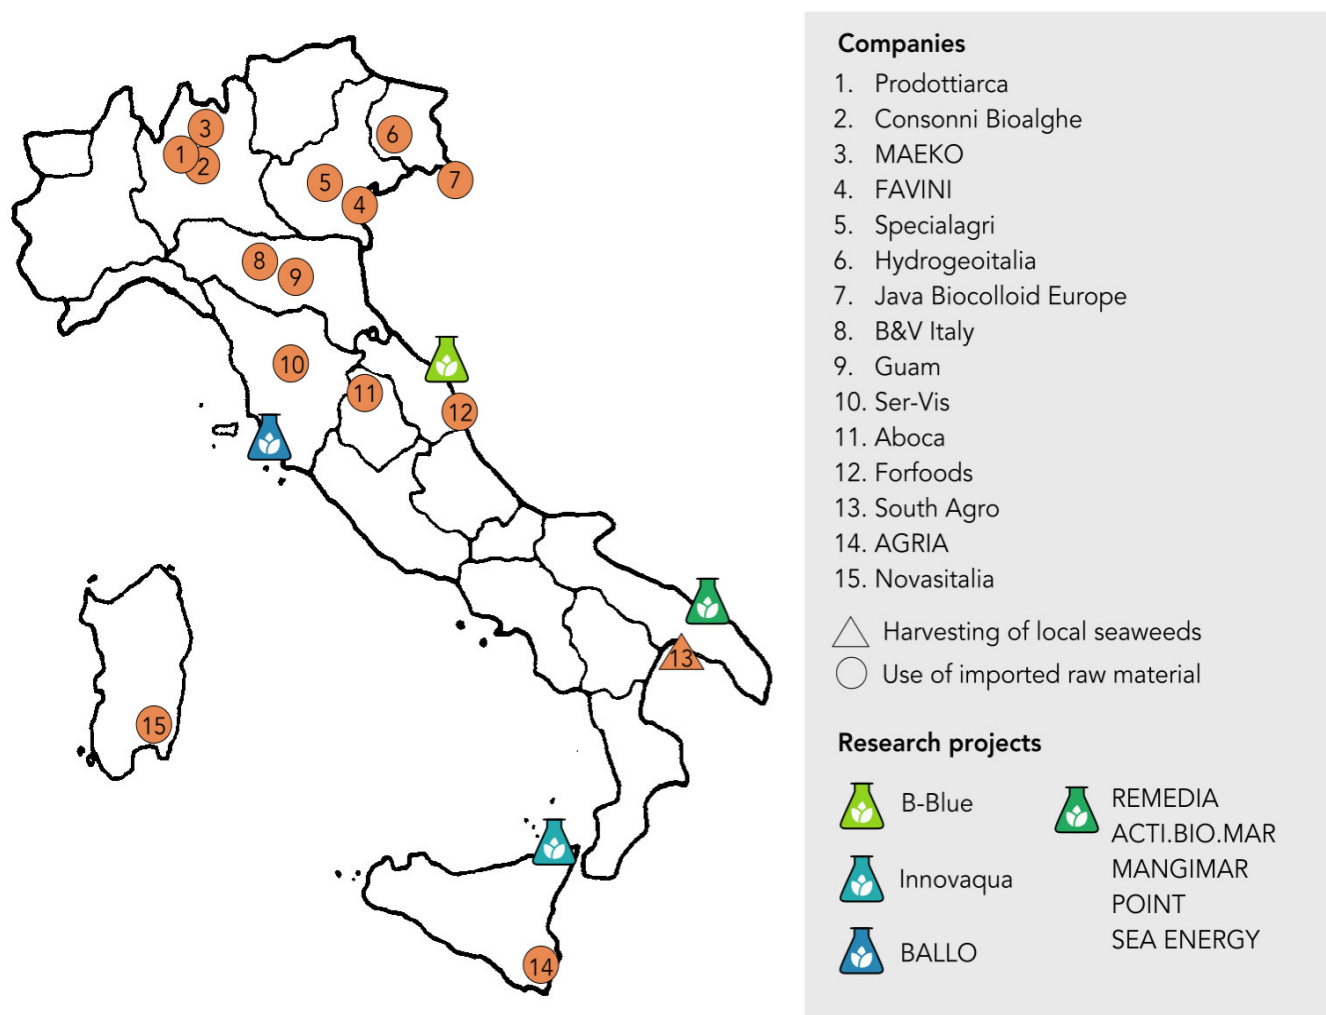 3
1
2
6
5
7
4
8
9
10
11
12
13
15
14
Companies
1. Prodottiarca
2. Consonni Bioalghe
3. MAEKO
4. FAVINI
5. Specialagri
6. Hydrogeoitalia
7. Java Biocolloid Europe
8. B&V Italy
9. Guam
10. Ser-Vis
11. Aboca
12. Forfoods
13. South Agro
14. AGRIA
15. Novasitalia
Harvesting of local seaweeds
Use of imported raw material
Research projects
B-Blue
Innovaqua
BALLO
REMEDIA
ACTI.BIO.MAR
MANGIMAR
POINT
SEA ENERGY